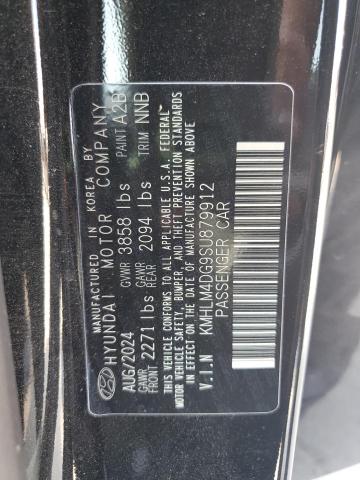 MANUFACTURED IN KOREA BY
HYUNDAI MOTOR COMPANY
AUG/2024 GVWR 3858 lbs PAINT A2B
GAWR FRONT 2271 lbs GAWR REAR 2094 lbs TRIM NNB
THIS VEHICLE CONFORMS TO ALL APPLICABLE U.S.A. FEDERAL
MOTOR VEHICLE SAFETY, BUMPER, AND THEFT PREVENTION STANDARDS
IN EFFECT ON THE DATE OF MANUFACTURE SHOWN ABOVE.
V.I.N KMHLM4DG9SU879912
PASSENGER CAR